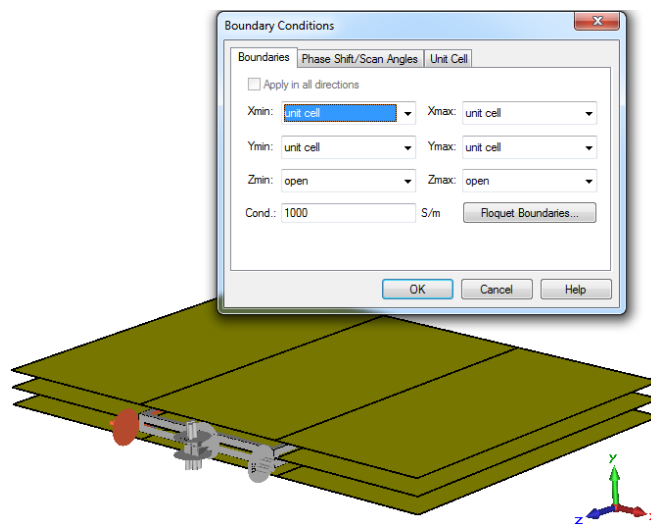 Boundary Conditions
Boundaries Phase Shift/Scan Angles Unit Cell
Apply in all directions
Xmin: unit cell Xmax: unit cell
Ymin: unit cell Ymax: unit cell
Zmin: open Zmax: open
Cond.: 1000 S/m Floquet Boundaries...
OK Cancel Help
y
z x